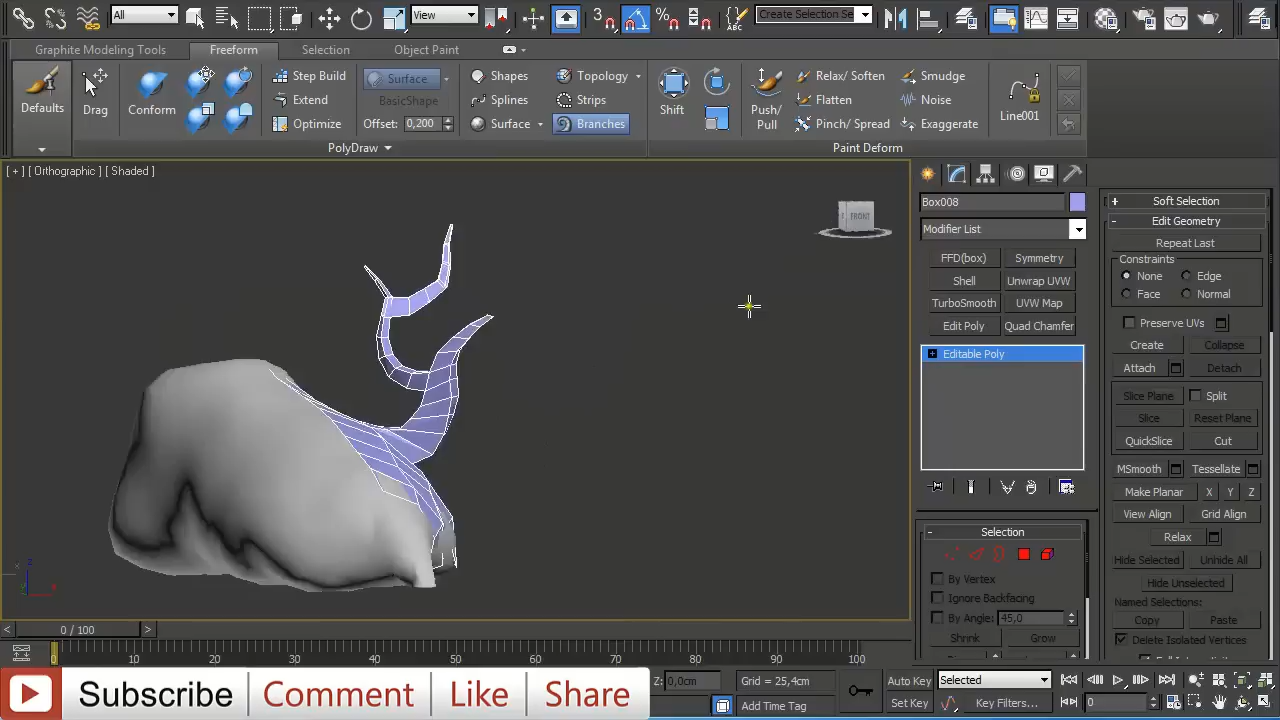 All
View
3
%
ABC
Create Selection Se
Graphite Modeling Tools
Freeform
Selection
Object Paint
Defaults
Drag
Conform
Step Build
Extend
Optimize
Surface
BasicShape
Offset: 0,200
Shapes
Splines
Surface
Topology
Strips
Branches
Shift
Push/
Pull
Relax/ Soften
Flatten
Pinch/ Spread
Smudge
Noise
Exaggerate
Line001
PolyDraw
Paint Deform
[ + ] [ Orthographic ] [ Shaded ]
FRONT
z
x
Box008
Modifier List
FFD(box)
Symmetry
Shell
Unwrap UVW
TurboSmooth
UVW Map
Edit Poly
Quad Chamfer
Editable Poly
- Selection
By Vertex
Ignore Backfacing
By Angle: 45,0
Shrink
Grow
+ Soft Selection
- Edit Geometry
Repeat Last
Constraints
None
Edge
Face
Normal
Preserve UVs
Create
Collapse
Attach
Detach
Slice Plane
Split
Slice
Reset Plane
QuickSlice
Cut
MSmooth
Tessellate
Make Planar
X
Y
Z
View Align
Grid Align
Relax
Hide Selected
Unhide All
Hide Unselected
Named Selections:
Copy
Paste
Delete Isolated Vertices
< 0 / 100 >
0 10 20 30 40 50 60 70 80 90 100
Subscribe
Comment
Like
Share
Z: 0,0cm
Grid = 25,4cm
Add Time Tag
Auto Key
Selected
Set Key
Key Filters...
0